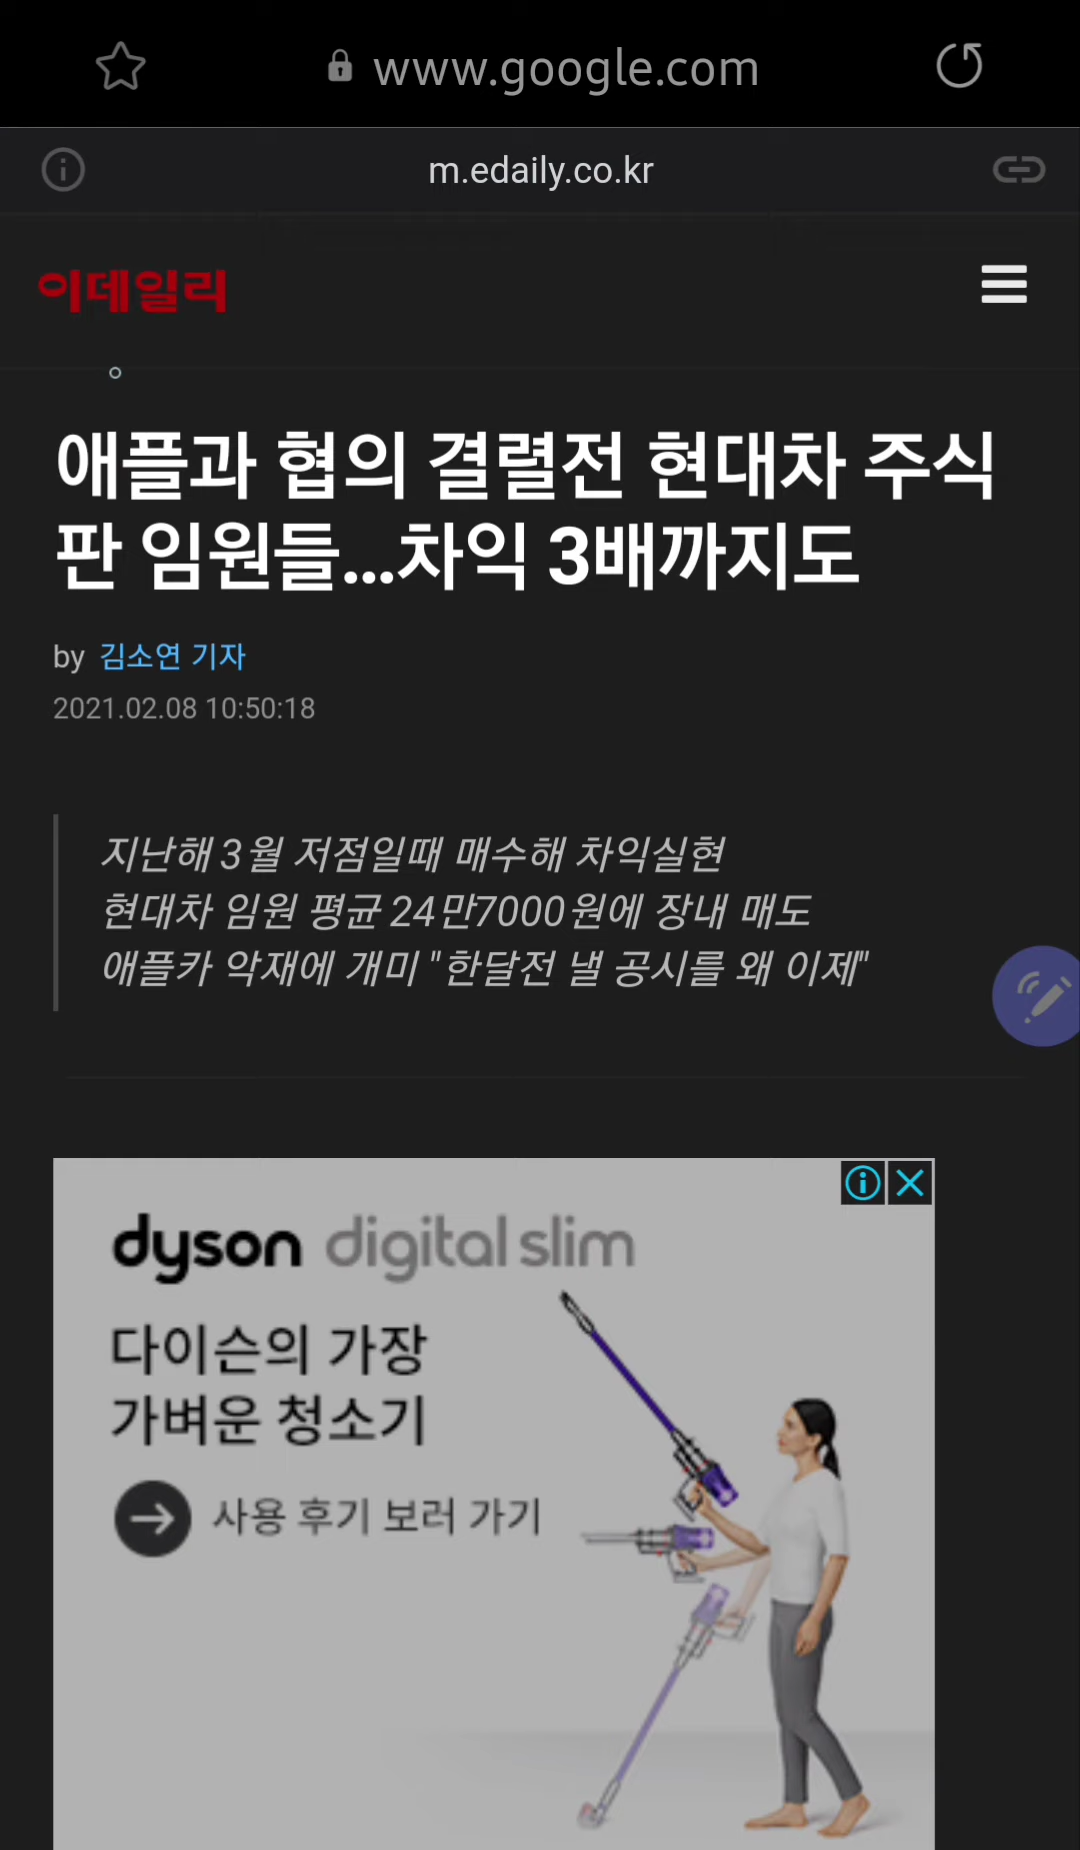 www.google.com
m.edaily.co.kr
이데일리
애플과 협의 결렬전 현대차 주식
판 임원들...차익 3배까지도
by 김소연 기자
2021.02.08 10:50:18
지난해 3월 저점일때 매수해 차익실현
현대차 임원 평균 24만7000원에 장내 매도
애플카 악재에 개미 "한달전 낼 공시를 왜 이제"
dyson digital slim
다이슨의 가장
가벼운 청소기
사용 후기 보러 가기